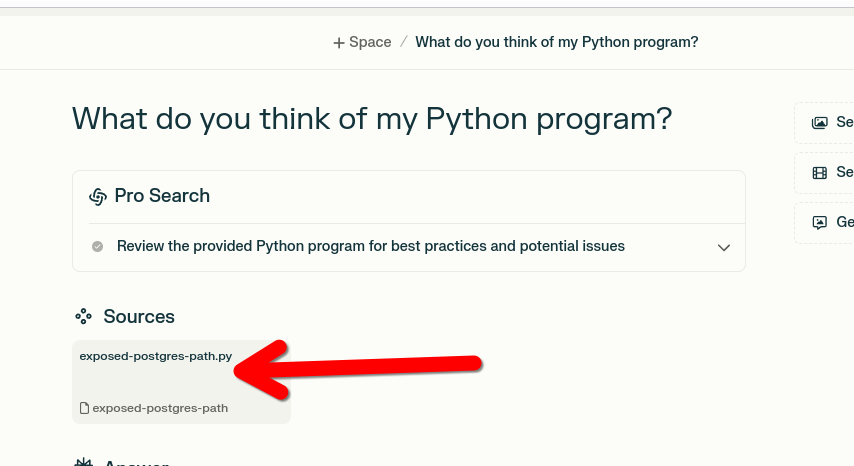 Space / What do you think of my Python program?
What do you think of my Python program?
Se
Pro Search
Se
Ge
Review the provided Python program for best practices and potential issues
Sources
exposed-postgres-path.py
exposed-postgres-path
Answer